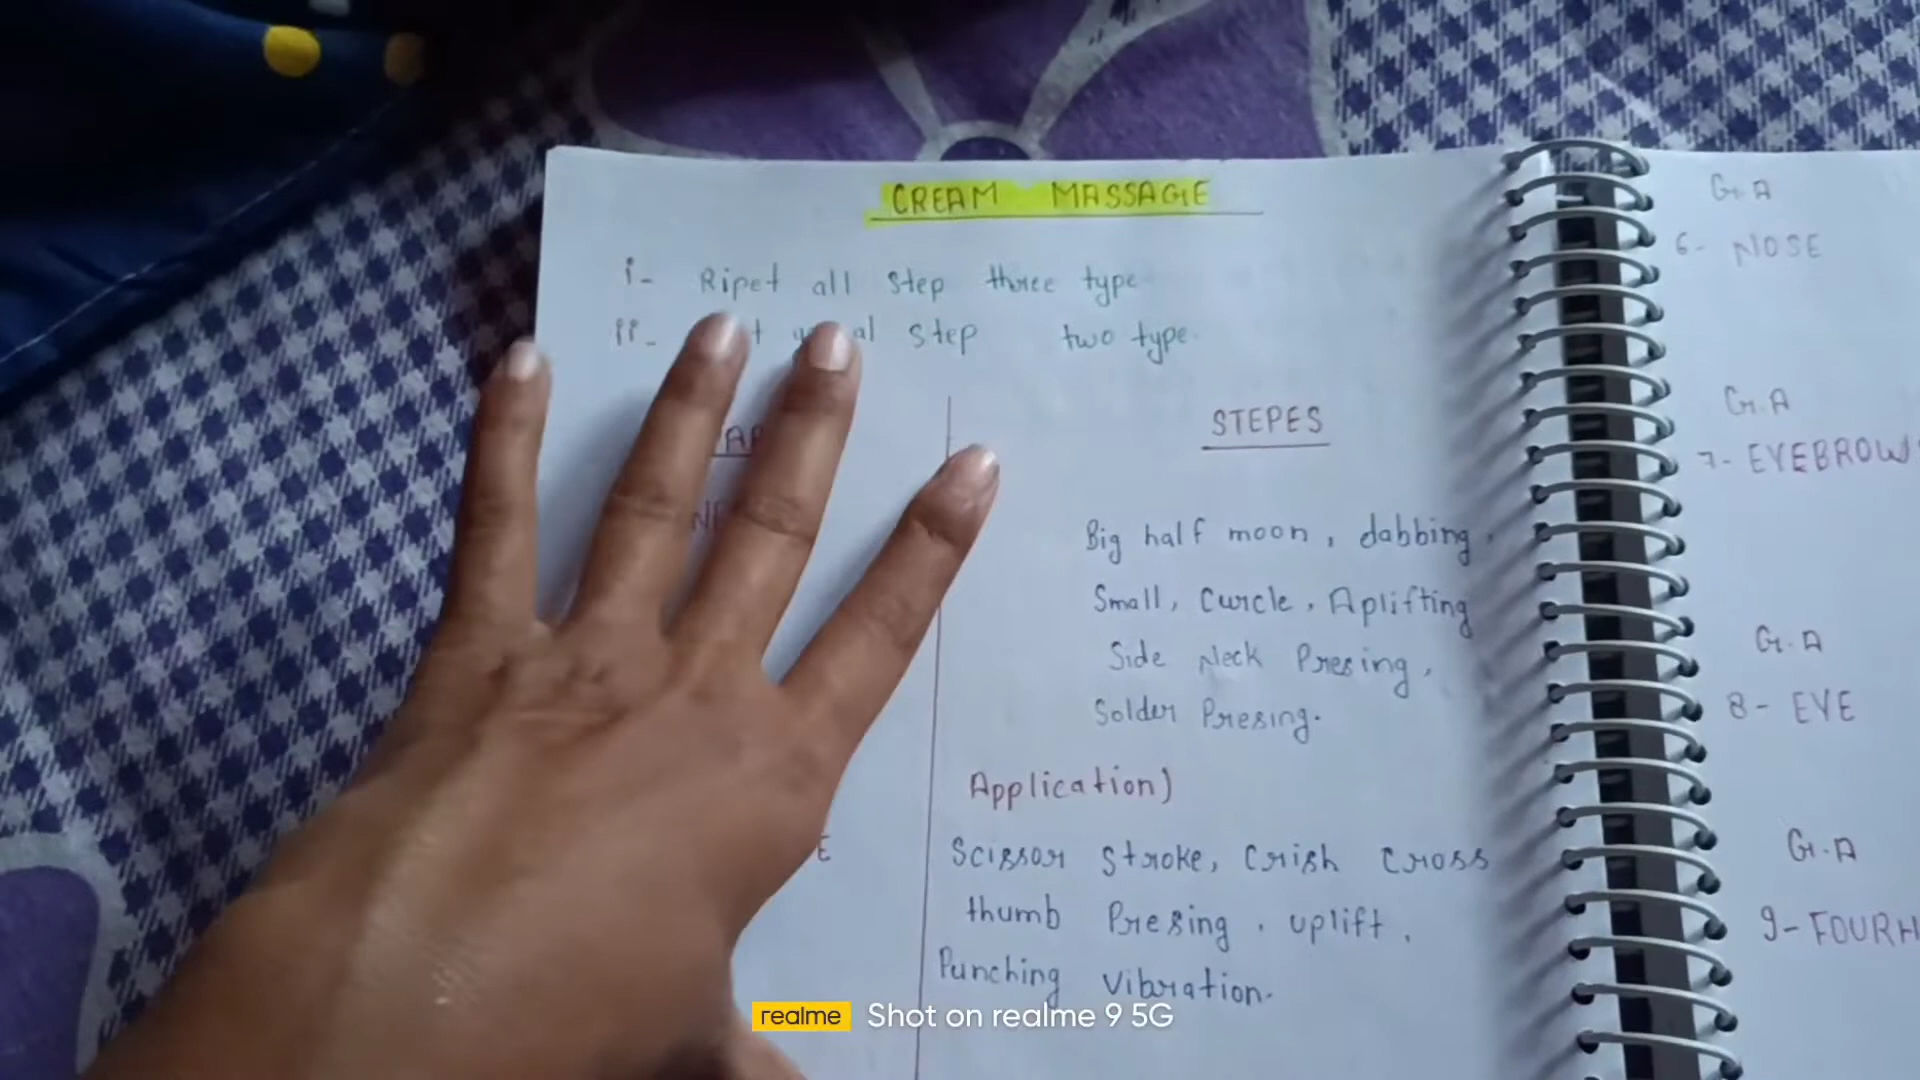 CREAM MASSAGE
i- Ripet all step three type
ii- step two type.
STEPES
Big half moon, dabbing,
Small, Curcle, Aplifting
Side Neck Presing,
Solder Presing.
Application)
Scissor Stroke, Crish Cross
thumb Presing, uplift,
Punching vibration.
G.A
6- NOSE
G.A
7- EYEBROWS
G.A
8- EYE
G.A
9- FOURH
realme Shot on realme 9 5G